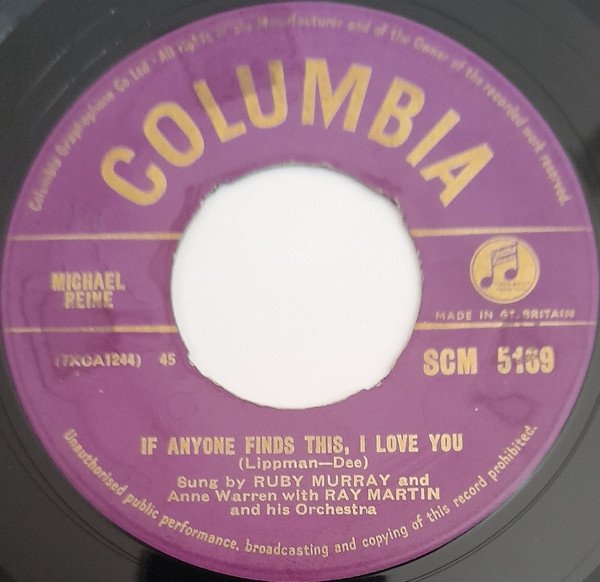 Columbia Graphophone Co Ltd · All rights of the Manufacturer and of the Owner of the recorded work reserved.
COLUMBIA
MICHAEL
REINE
MADE IN GT. BRITAIN
(7XCA1244) 45
SCM 5169
IF ANYONE FINDS THIS, I LOVE YOU
(Lippman—Dee)
Sung by RUBY MURRAY and
Anne Warren with RAY MARTIN
and his Orchestra
Unauthorised public performance, broadcasting and copying of this record prohibited.